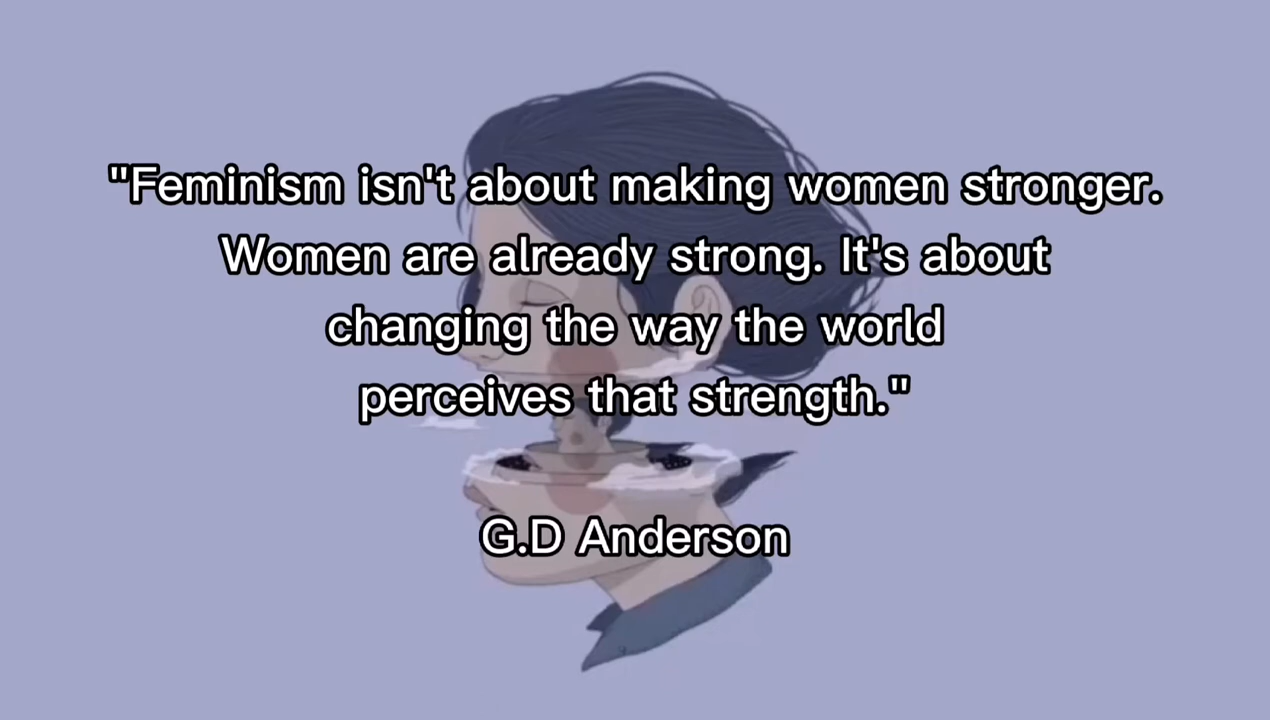 "Feminism isn't about making women stronger.
Women are already strong. It's about
changing the way the world
perceives that strength."
G.D Anderson